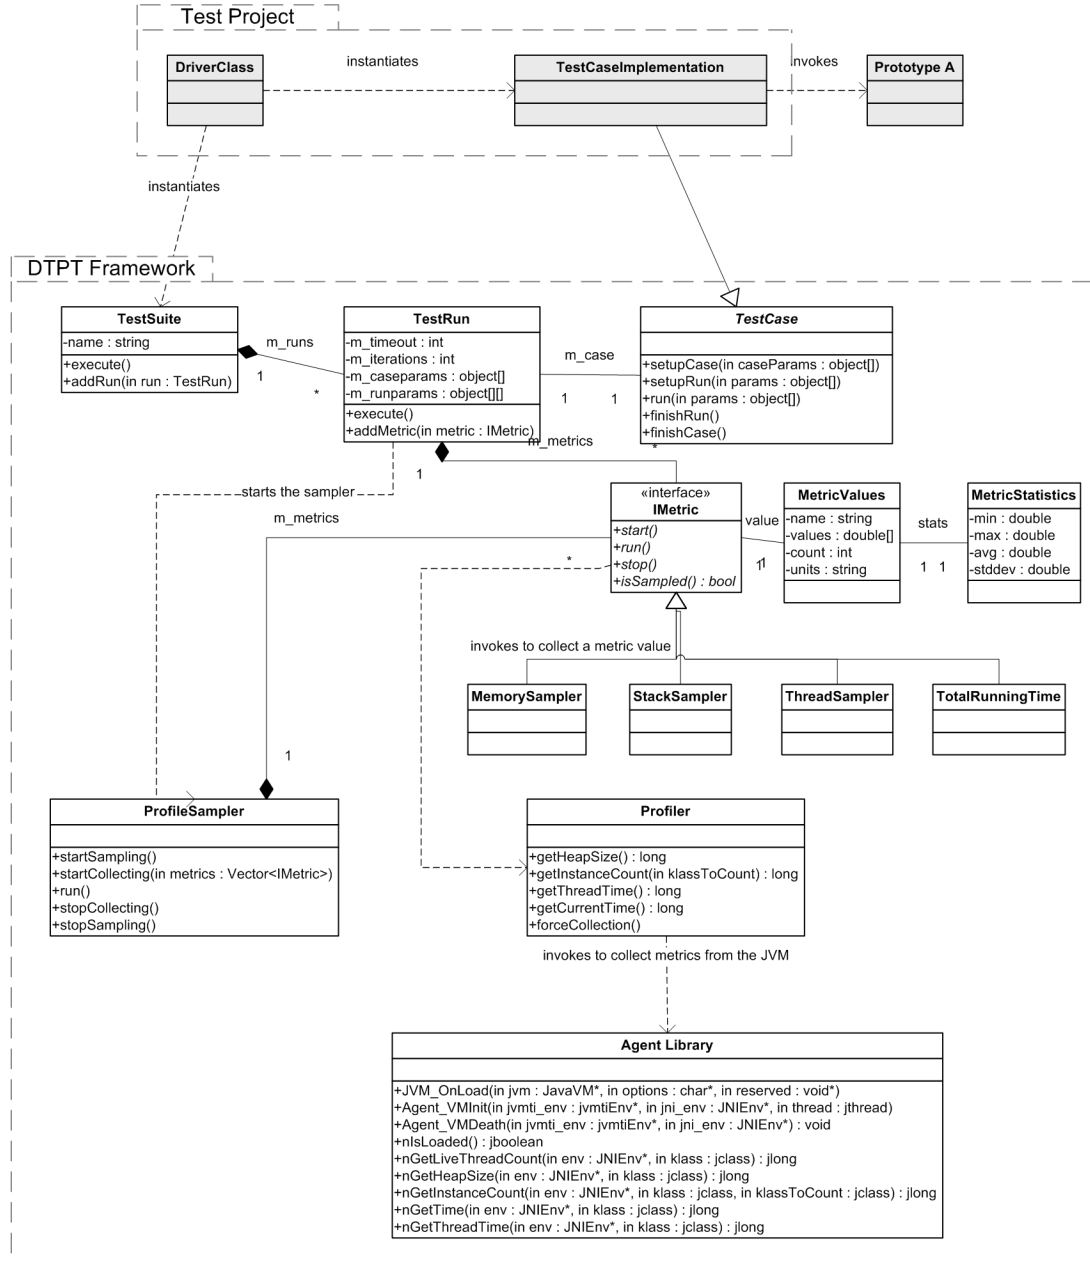 Test Project
DriverClass
instantiates
TestCaseImplementation
invokes
Prototype A
instantiates
DTPT Framework
TestSuite
-name : string
+execute()
+addRun(in run : TestRun)
m_runs
1
*
TestRun
-m_timeout : int
-m_iterations : int
-m_caseparams : object[]
-m_runparams : object[][]
+execute()
+addMetric(in metric : IMetric)
m_case
1
1
TestCase
+setupCase(in caseParams : object[])
+setupRun(in params : object[])
+run(in params : object[])
+finishRun()
+finishCase()
m_metrics
*
1
starts the sampler
m_metrics
*
1
«interface»
IMetric
+start()
+run()
+stop()
+isSampled() : bool
value
1
1
MetricValues
-name : string
-values : double[]
-count : int
-units : string
stats
1
1
MetricStatistics
-min : double
-max : double
-avg : double
-stddev : double
invokes to collect a metric value
MemorySampler
StackSampler
ThreadSampler
TotalRunningTime
ProfileSampler
+startSampling()
+startCollecting(in metrics : Vector<IMetric>)
+run()
+stopCollecting()
+stopSampling()
Profiler
+getHeapSize() : long
+getInstanceCount(in klassToCount) : long
+getThreadTime() : long
+getCurrentTime() : long
+forceCollection()
invokes to collect metrics from the JVM
Agent Library
+JVM_OnLoad(in jvm : JavaVM*, in options : char*, in reserved : void*)
+Agent_VMInit(in jvmti_env : jvmtiEnv*, in jni_env : JNIEnv*, in thread : jthread)
+Agent_VMDeath(in jvmti_env : jvmtiEnv*, in jni_env : JNIEnv*) : void
+nIsLoaded() : jboolean
+nGetLiveThreadCount(in env : JNIEnv*, in klass : jclass) : jlong
+nGetHeapSize(in env : JNIEnv*, in klass : jclass) : jlong
+nGetInstanceCount(in env : JNIEnv*, in klass : jclass, in klassToCount : jclass) : jlong
+nGetTime(in env : JNIEnv*, in klass : jclass) : jlong
+nGetThreadTime(in env : JNIEnv*, in klass : jclass) : jlong